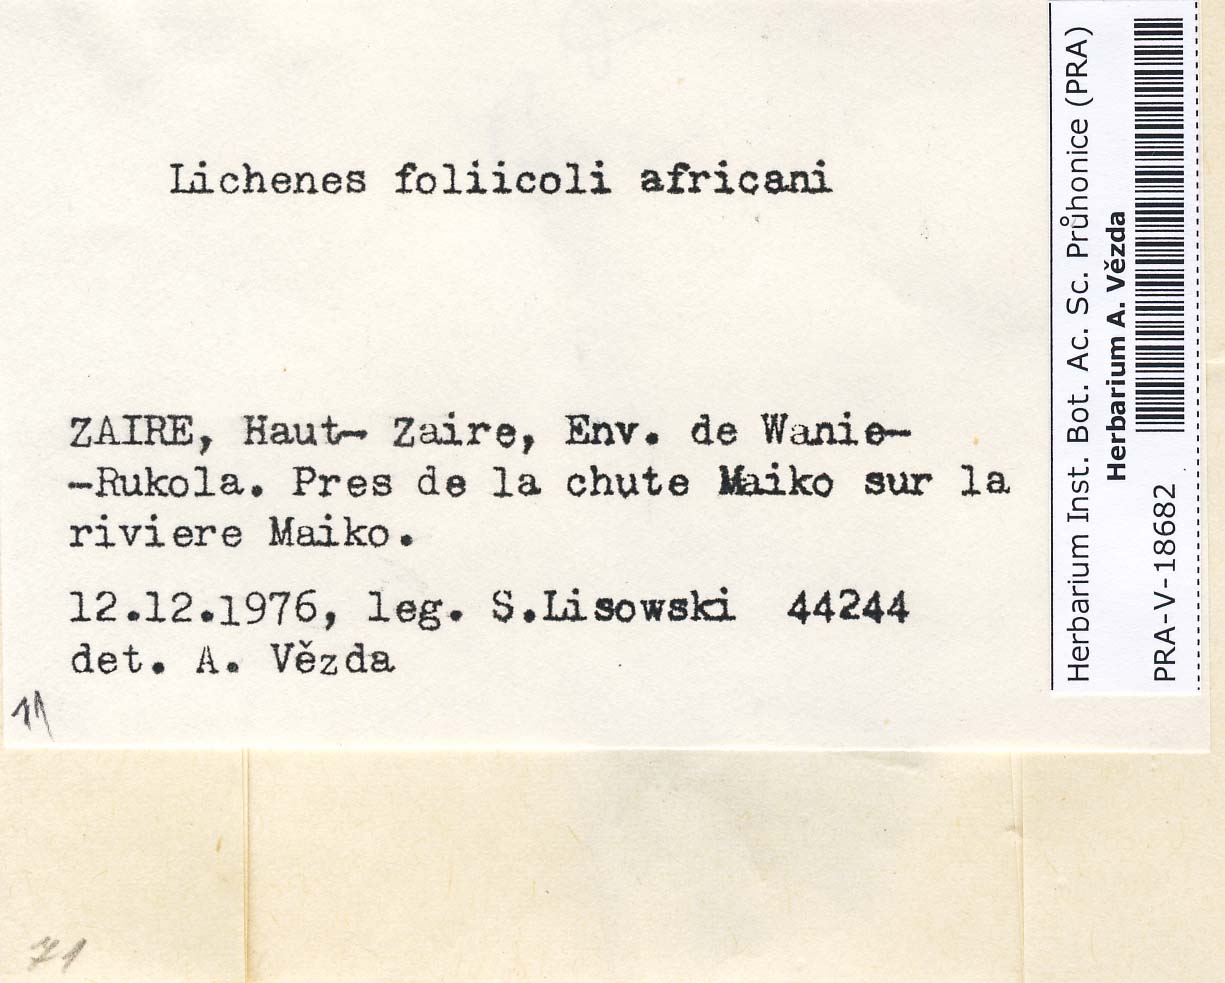 Lichenes foliicoli africani
ZAIRE, Haut- Zaire, Env. de Wanie-
-Rukola. Pres de la chute Maiko sur la
riviere Maiko.
12.12.1976, leg. S.Lisowski 44244
det. A. Vězda
71
Herbarium Inst. Bot. Ac. Sc. Průhonice (PRA)
Herbarium A. Vězda
PRA-V-18682